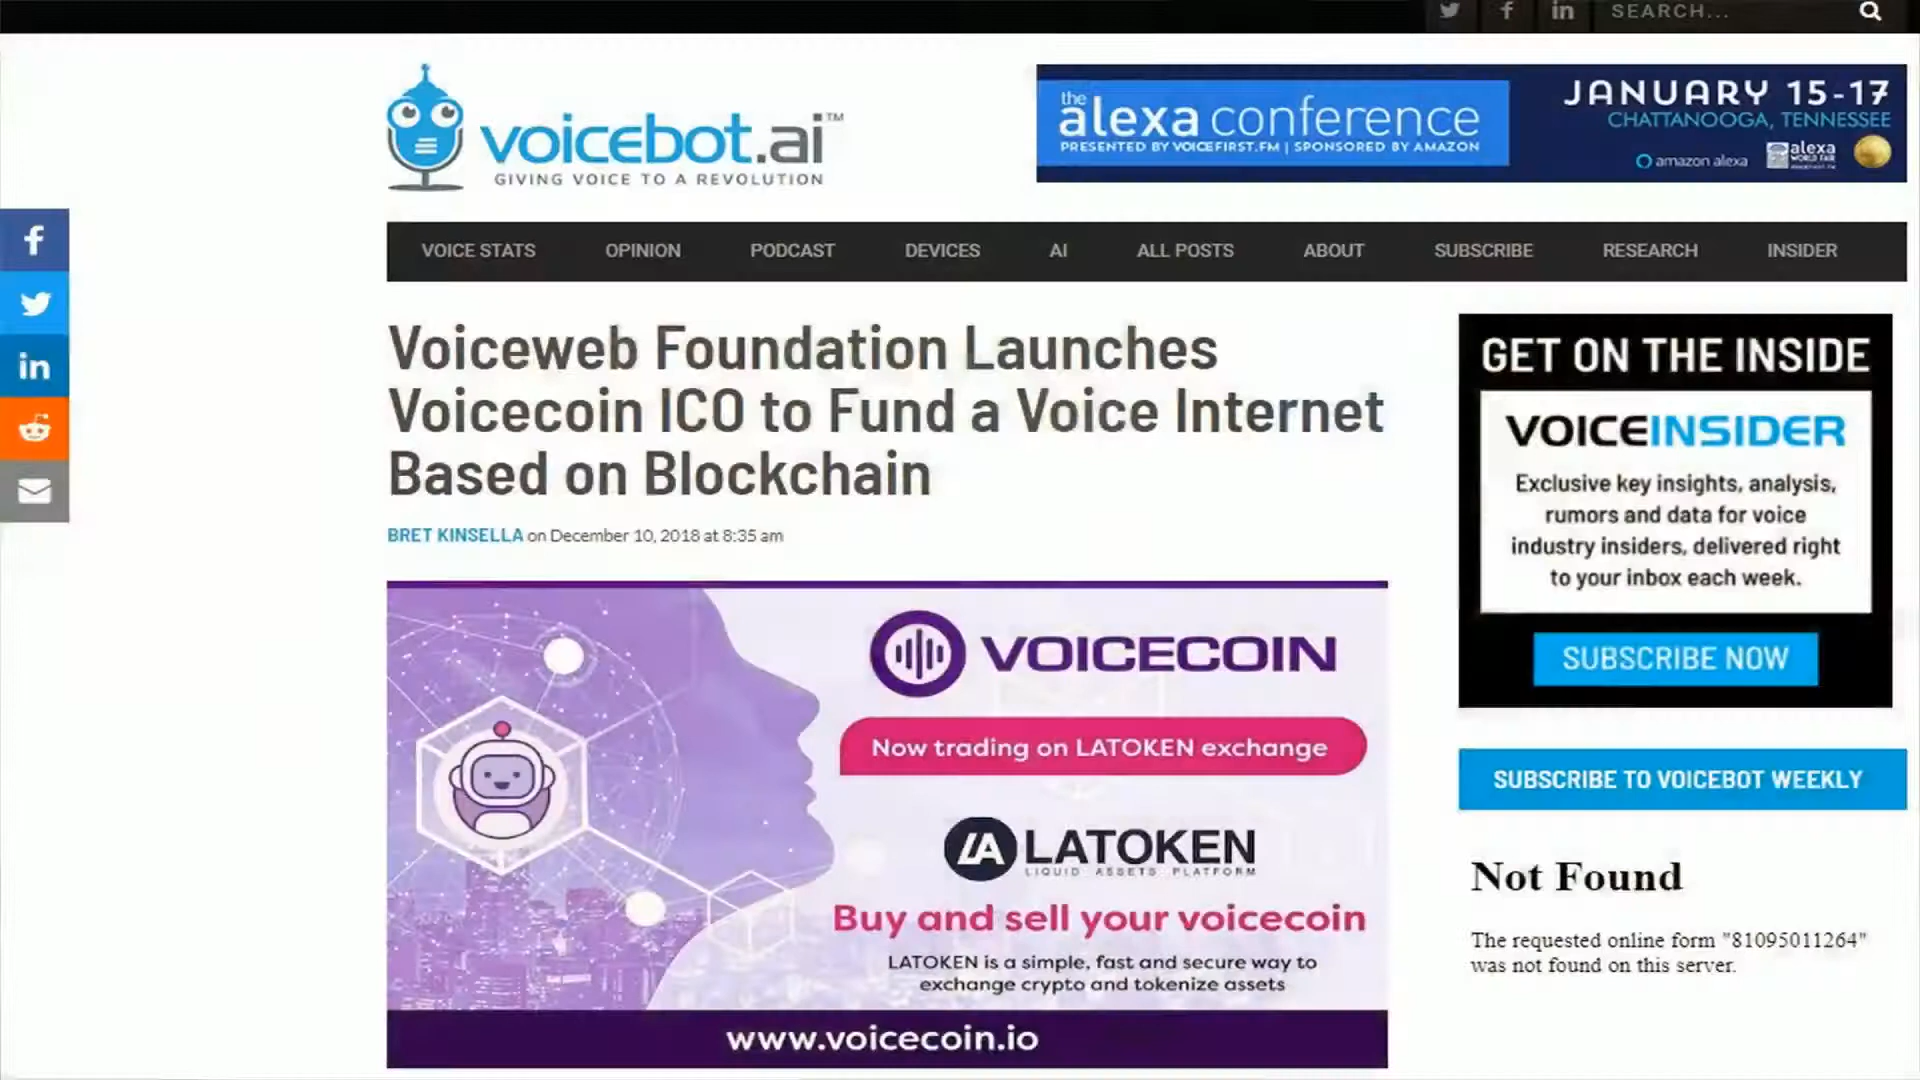 SEARCH...
voicebot.ai™
GIVING VOICE TO A REVOLUTION
the
alexa conference
PRESENTED BY VOICEFIRST.FM | SPONSORED BY AMAZON
JANUARY 15-17
CHATTANOOGA, TENNESSEE
amazon alexa
alexa
WORLD FAIR
VOICE STATS OPINION PODCAST DEVICES AI ALL POSTS ABOUT SUBSCRIBE RESEARCH INSIDER
Voiceweb Foundation Launches
Voicecoin ICO to Fund a Voice Internet
Based on Blockchain
BRET KINSELLA on December 10, 2018 at 8:35 am
VOICECOIN
Now trading on LATOKEN exchange
LA LATOKEN
LIQUID ASSETS PLATFORM
Buy and sell your voicecoin
LATOKEN is a simple, fast and secure way to
exchange crypto and tokenize assets
www.voicecoin.io
GET ON THE INSIDE
VOICEINSIDER
Exclusive key insights, analysis,
rumors and data for voice
industry insiders, delivered right
to your inbox each week.
SUBSCRIBE NOW
SUBSCRIBE TO VOICEBOT WEEKLY
Not Found
The requested online form "81095011264"
was not found on this server.